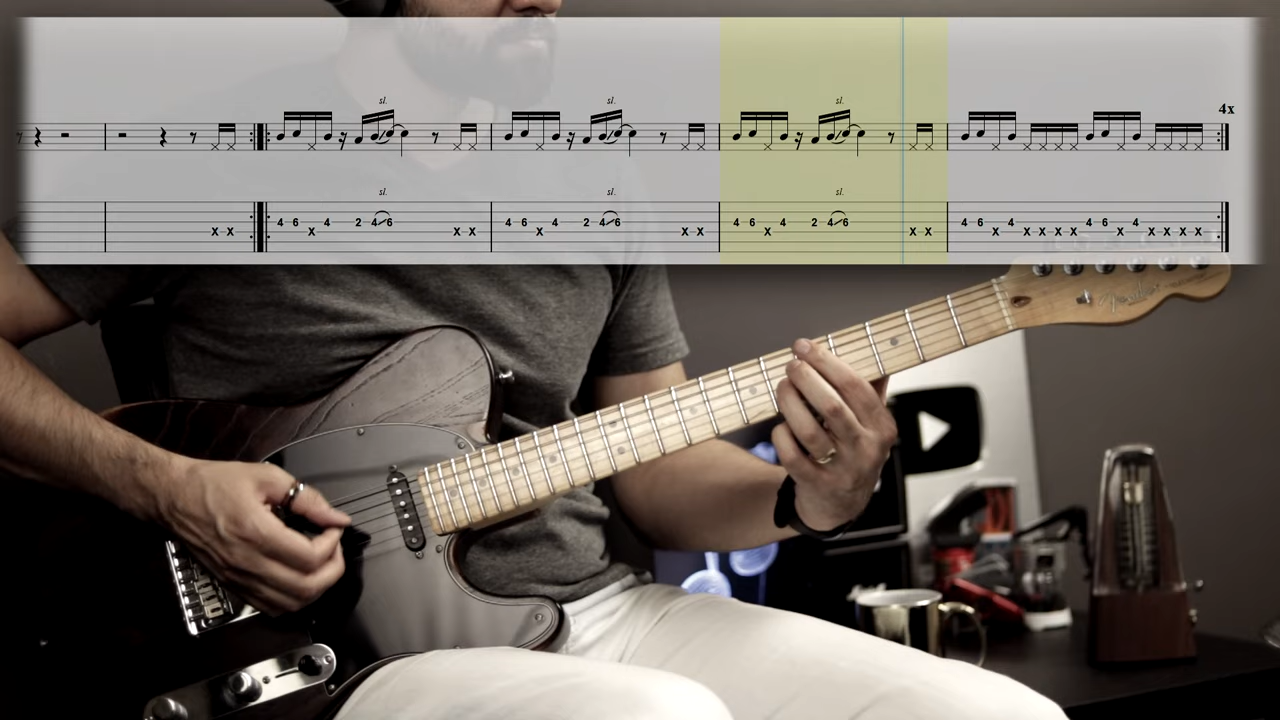 4x
sl. sl. sl.
sl. sl. sl.
x x 4 6 x 4 2 4 6 x x 4 6 x 4 2 4 6 x x 4 6 x 4 2 4 6 x x 4 6 x 4 x x x x 4 6 x 4 x x x x
Fender